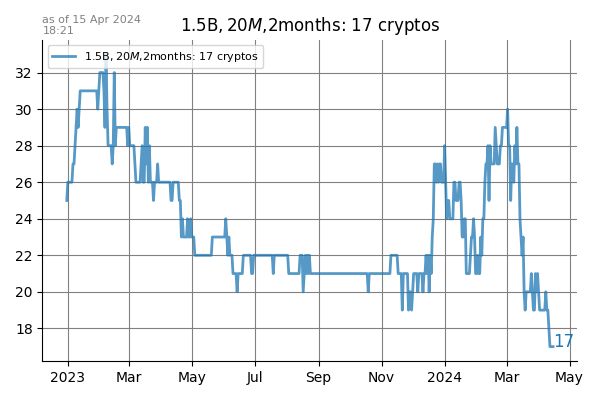 as of 15 Apr 2024
18:21
1.5B, 20M,2months: 17 cryptos
1.5B, 20M,2months: 17 cryptos
32
30
28
26
24
22
20
18
17
2023
Mar
May
Jul
Sep
Nov
2024
Mar
May